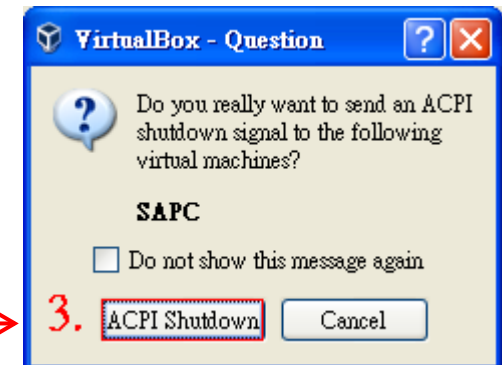 VirtualBox - Question
Do you really want to send an ACPI
shutdown signal to the following
virtual machines?
SAPC
Do not show this message again
3. ACPI Shutdown Cancel